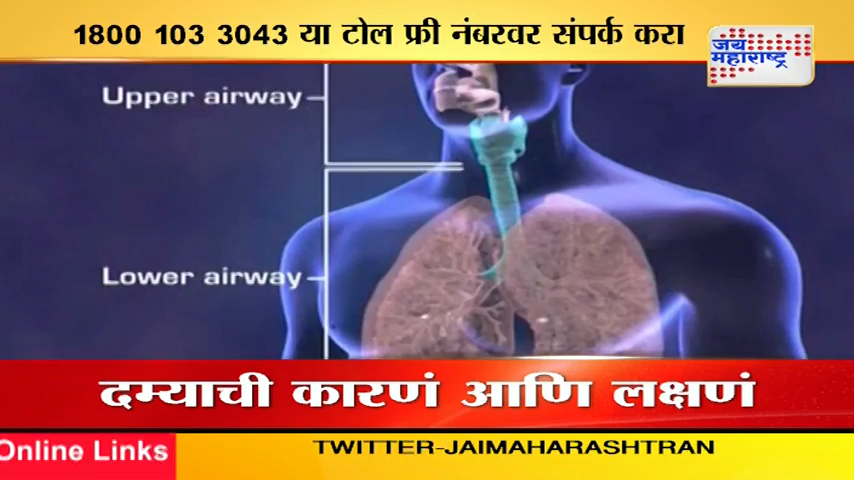 1800 103 3043 या टोल फ्री नंबरवर संपर्क करा
जय
महाराष्ट्र
Upper airway
Lower airway
दम्याची कारणं आणि लक्षणं
Online Links
TWITTER-JAIMAHARASHTRAN